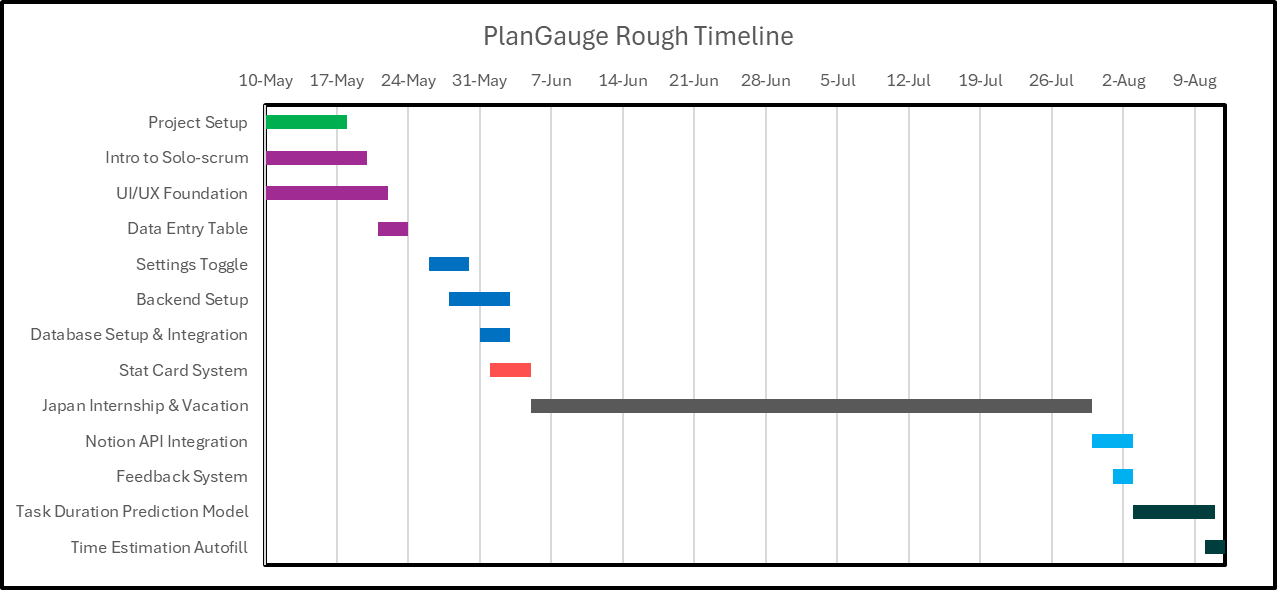 PlanGauge Rough Timeline
10-May 17-May 24-May 31-May 7-Jun 14-Jun 21-Jun 28-Jun 5-Jul 12-Jul 19-Jul 26-Jul 2-Aug 9-Aug
Project Setup
Intro to Solo-scrum
UI/UX Foundation
Data Entry Table
Settings Toggle
Backend Setup
Database Setup & Integration
Stat Card System
Japan Internship & Vacation
Notion API Integration
Feedback System
Task Duration Prediction Model
Time Estimation Autofill